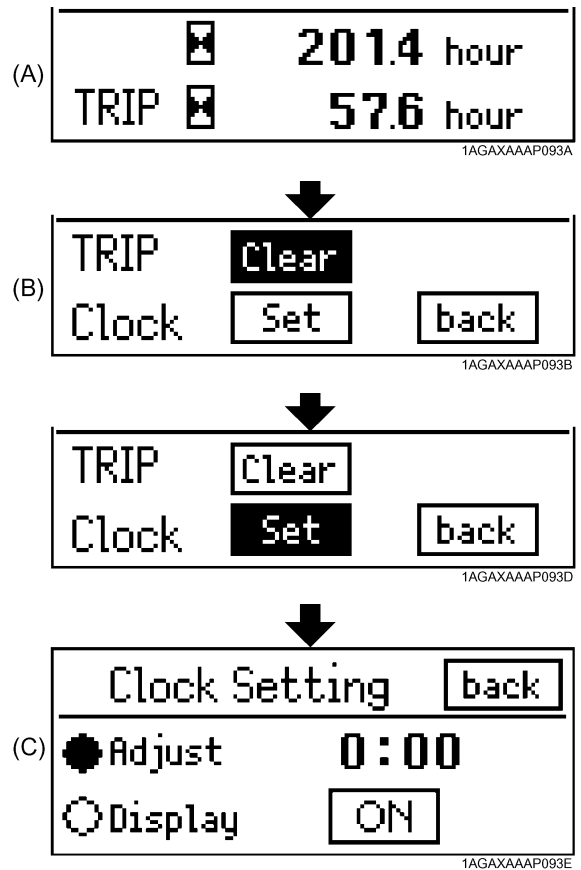 201.4 hour
(A)
TRIP 57.6 hour
1AGAXAAAP093A
TRIP Clear
(B)
Clock Set back
1AGAXAAAP093B
TRIP Clear
Clock Set back
1AGAXAAAP093D
Clock Setting back
(C) Adjust 0:00
Display ON
1AGAXAAAP093E